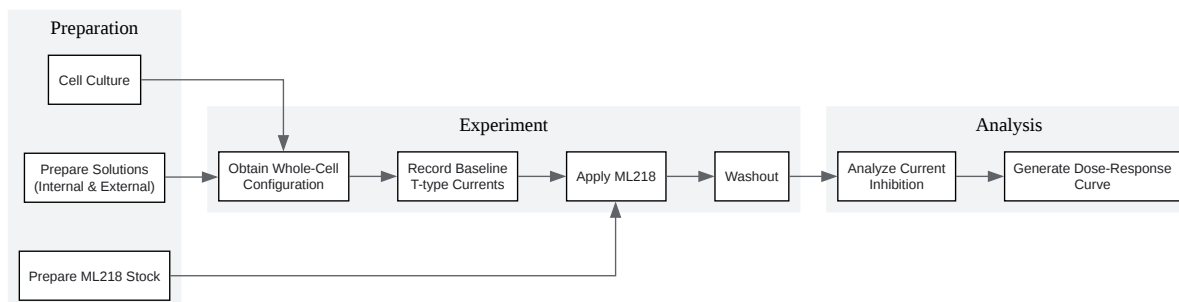 Preparation
Cell Culture
Prepare Solutions
(Internal & External)
Prepare ML218 Stock
Experiment
Obtain Whole-Cell
Configuration
Record Baseline
T-type Currents
Apply ML218
Washout
Analysis
Analyze Current
Inhibition
Generate Dose-Response
Curve